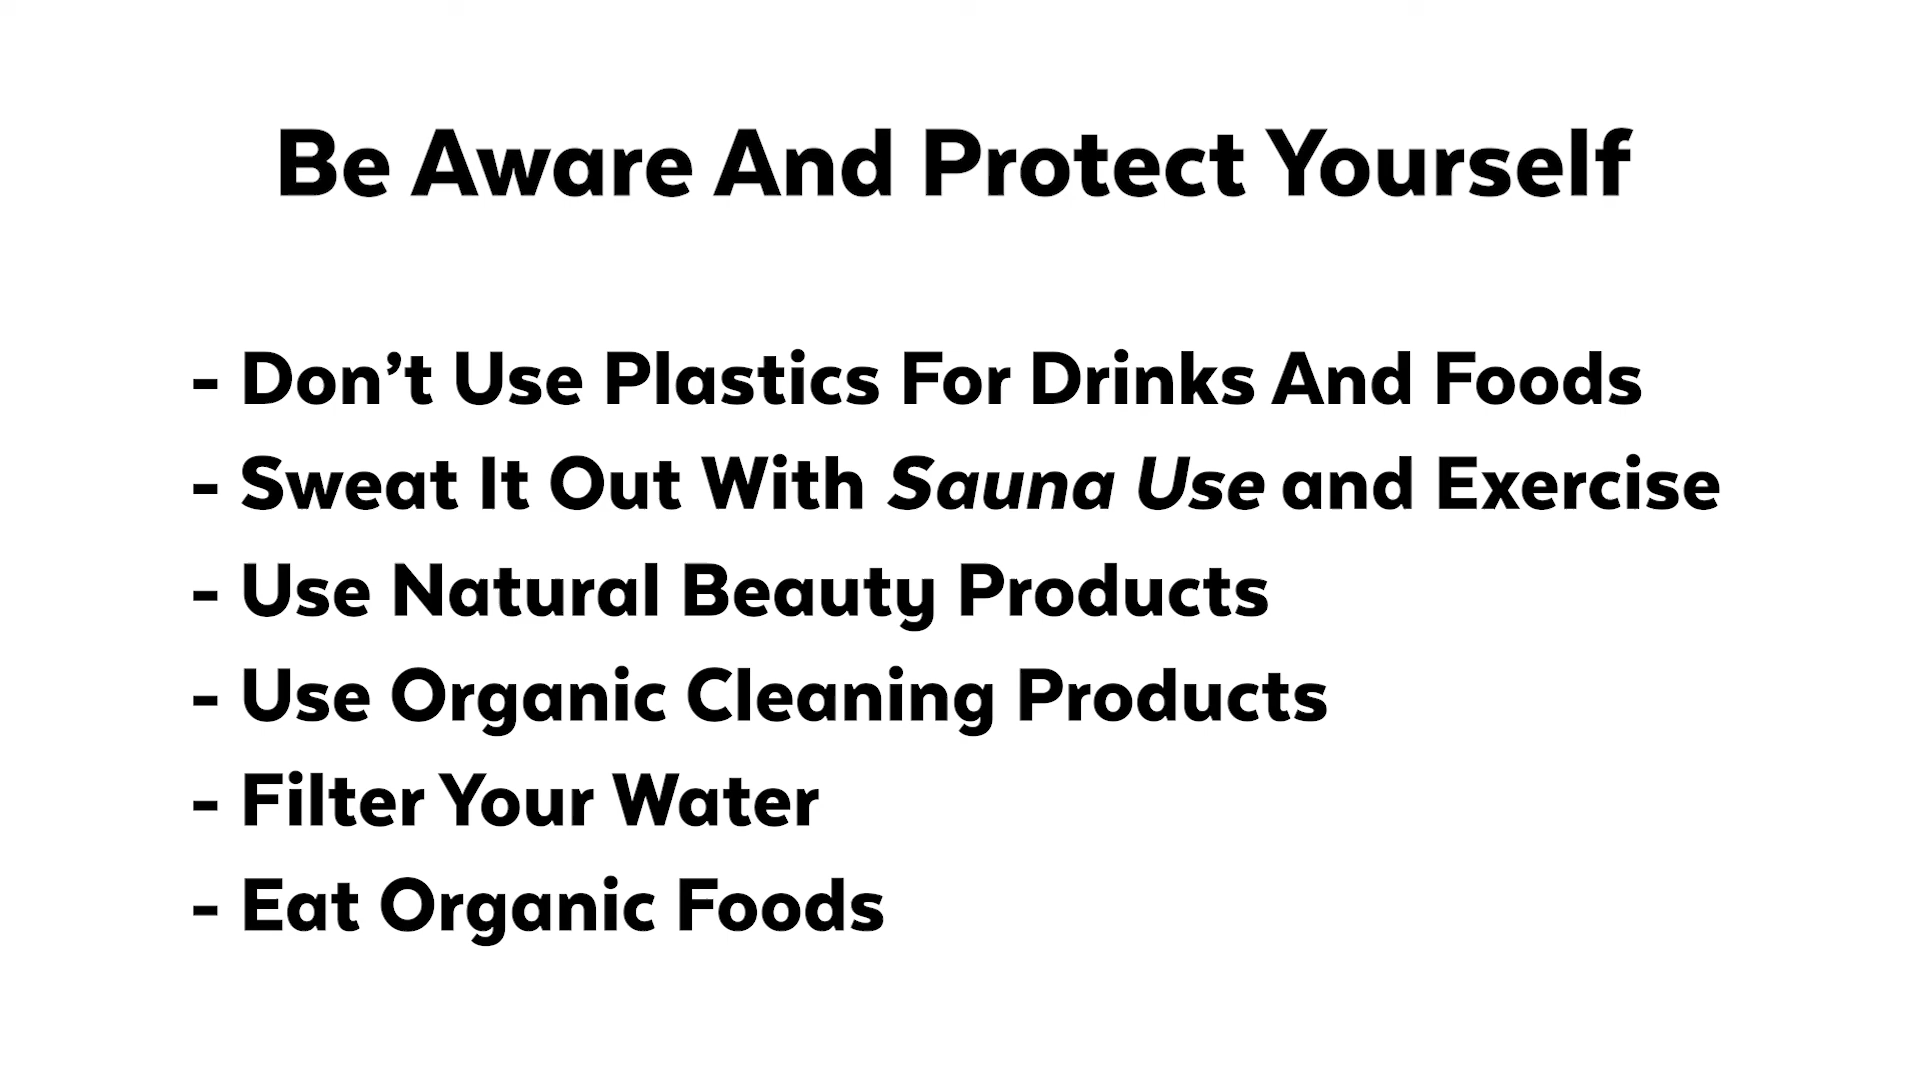 Be Aware And Protect Yourself
- Don’t Use Plastics For Drinks And Foods
- Sweat It Out With Sauna Use and Exercise
- Use Natural Beauty Products
- Use Organic Cleaning Products
- Filter Your Water
- Eat Organic Foods